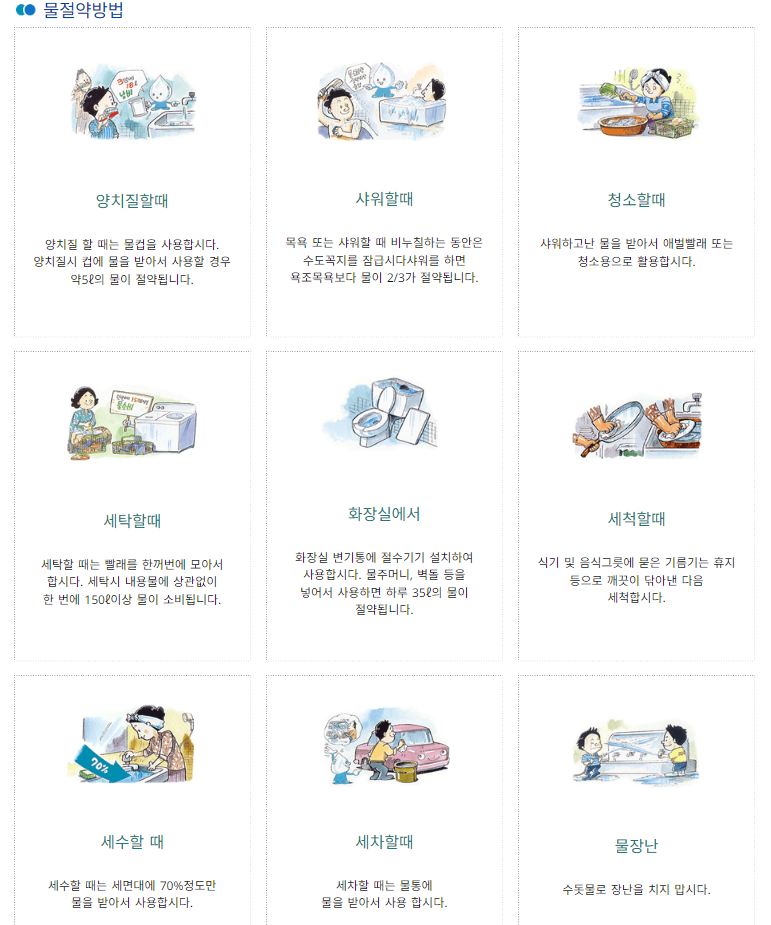 물절약방법
3컵에
18ℓ
낭비
양치질할때
양치질 할 때는 물컵을 사용합시다.
양치질시 컵에 물을 받아서 사용할 경우
약5ℓ의 물이 절약됩니다.
샤워할때
목욕 또는 샤워할 때 비누칠하는 동안은
수도꼭지를 잠급시다샤워를 하면
욕조목욕보다 물이 2/3가 절약됩니다.
청소할때
샤워하고난 물을 받아서 애벌빨래 또는
청소용으로 활용합시다.
세탁할때
세탁할 때는 빨래를 한꺼번에 모아서
합시다. 세탁시 내용물에 상관없이
한 번에 150ℓ이상 물이 소비됩니다.
화장실에서
화장실 변기통에 절수기기 설치하여
사용합시다. 물주머니, 벽돌 등을
넣어서 사용하면 하루 35ℓ의 물이
절약됩니다.
세척할때
식기 및 음식그릇에 묻은 기름기는 휴지
등으로 깨끗이 닦아낸 다음
세척합시다.
70%
세수할 때
세수할 때는 세면대에 70%정도만
물을 받아서 사용합시다.
세차할때
세차할 때는 물통에
물을 받아서 사용 합시다.
물장난
수돗물로 장난을 치지 맙시다.